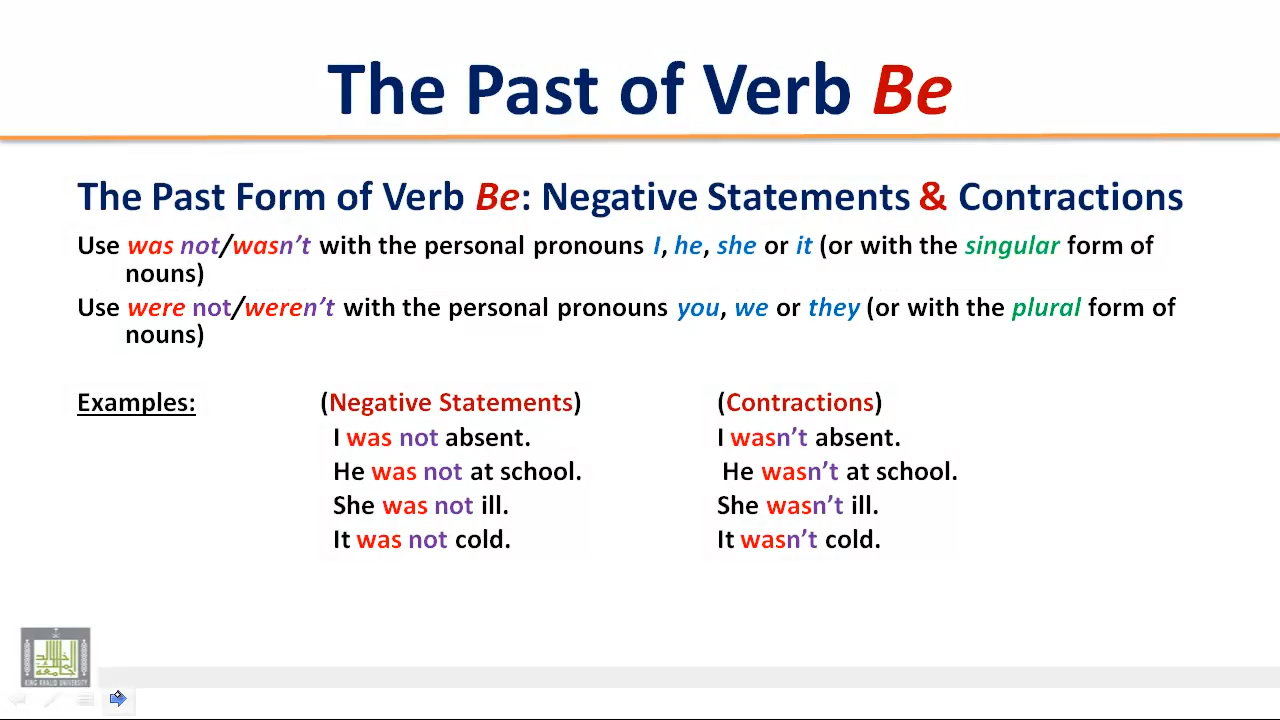 The Past of Verb Be
The Past Form of Verb Be: Negative Statements & Contractions
Use was not/wasn't with the personal pronouns I, he, she or it (or with the singular form of
nouns)
Use were not/weren't with the personal pronouns you, we or they (or with the plural form of
nouns)
Examples: (Negative Statements) (Contractions)
I was not absent. I wasn't absent.
He was not at school. He wasn't at school.
She was not ill. She wasn't ill.
It was not cold. It wasn't cold.
KING KHALID UNIVERSITY